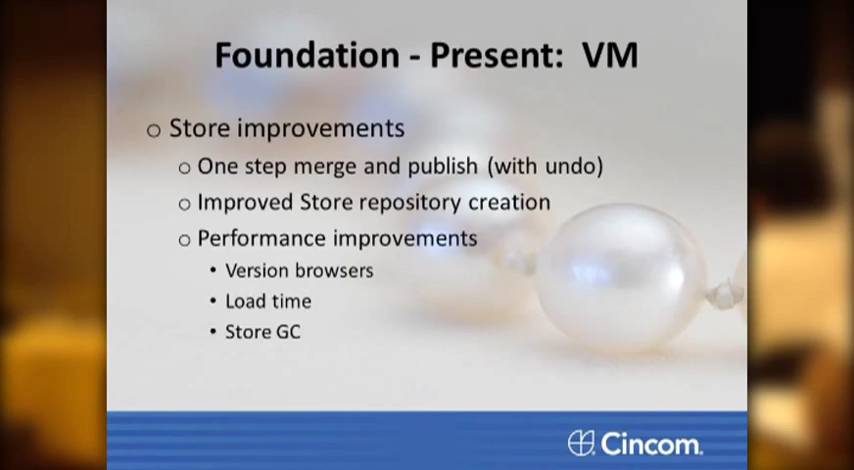 Foundation - Present: VM
o Store improvements
o One step merge and publish (with undo)
o Improved Store repository creation
o Performance improvements
• Version browsers
• Load time
• Store GC
Cincom.